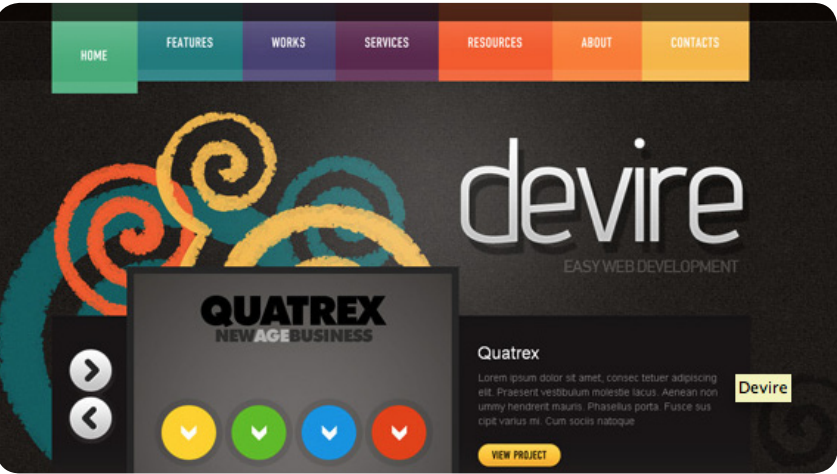 HOME
FEATURES
WORKS
SERVICES
RESOURCES
ABOUT
CONTACTS
devire
EASY WEB DEVELOPMENT
QUATREX
NEWAGEBUSINESS
Quatrex
Lorem ipsum dolor sit amet, consec tetuer adipiscing
elit. Praesent vestibulum molestie lacus. Aenean non
ummy hendrerit mauris. Phasellus porta. Fusce sus
cipit varius mi. Cum sociis natoque
Devire
VIEW PROJECT